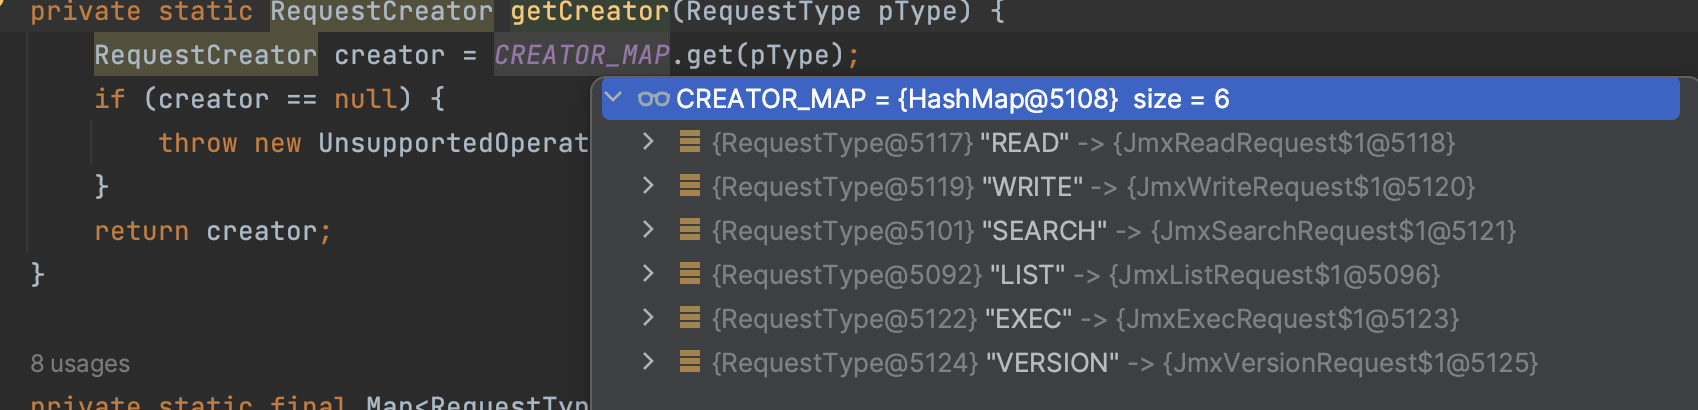 private static RequestCreator getCreator(RequestType pType) {
RequestCreator creator = CREATOR_MAP.get(pType);
if (creator == null) {
throw new UnsupportedOperat
}
return creator;
}
8 usages
private static final Map<RequestTyp
CREATOR_MAP = {HashMap@5108} size = 6
{RequestType@5117} "READ" -> {JmxReadRequest$1@5118}
{RequestType@5119} "WRITE" -> {JmxWriteRequest$1@5120}
{RequestType@5101} "SEARCH" -> {JmxSearchRequest$1@5121}
{RequestType@5092} "LIST" -> {JmxListRequest$1@5096}
{RequestType@5122} "EXEC" -> {JmxExecRequest$1@5123}
{RequestType@5124} "VERSION" -> {JmxVersionRequest$1@5125}